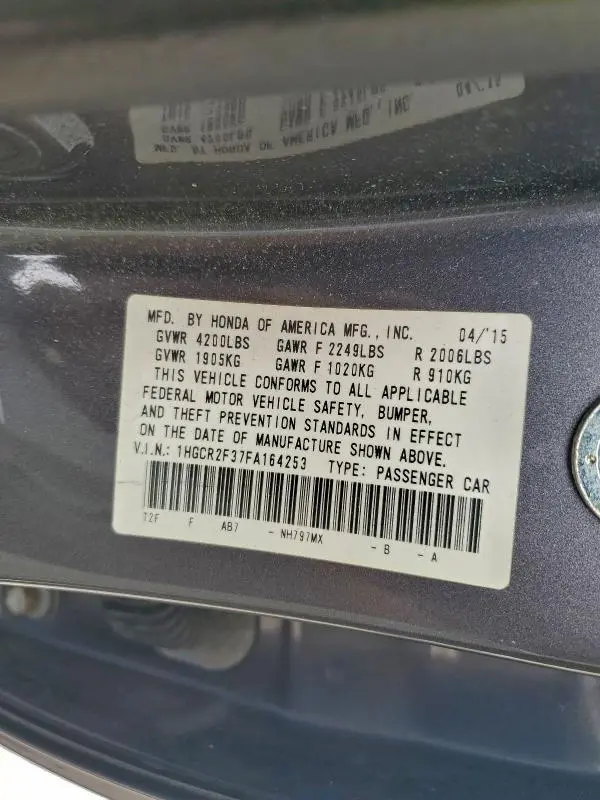 MFD. BY HONDA OF AMERICA MFG., INC. 04/'15
GVWR 4200LBS GAWR F 2249LBS R 2006LBS
GVWR 1905KG GAWR F 1020KG R 910KG
THIS VEHICLE CONFORMS TO ALL APPLICABLE
FEDERAL MOTOR VEHICLE SAFETY, BUMPER,
AND THEFT PREVENTION STANDARDS IN EFFECT
ON THE DATE OF MANUFACTURE SHOWN ABOVE.
V.I.N.: 1HGCR2F37FA164253 TYPE: PASSENGER CAR
T2F F AB7 - NH797MX - B - A